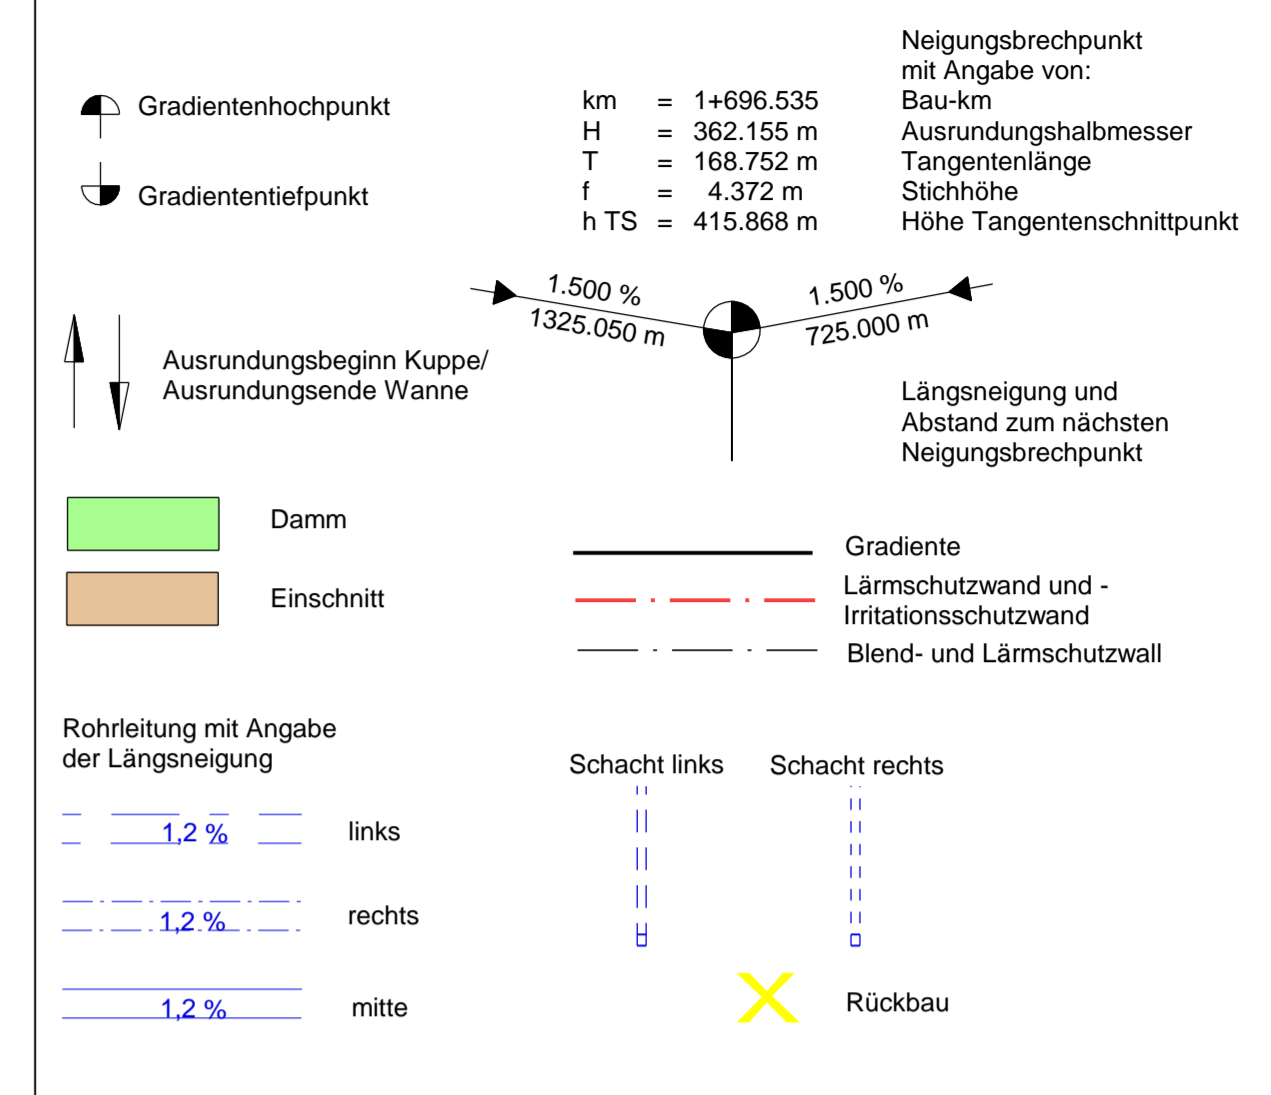 Neigungsbrechpunkt
mit Angabe von:
Gradientenhochpunkt
km = 1+696.535 Bau-km
H = 362.155 m Ausrundungshalbmesser
T = 168.752 m Tangentenlänge
f = 4.372 m Stichhöhe
h TS = 415.868 m Höhe Tangentenschnittpunkt
Gradiententiefpunkt
1.500 %
1325.050 m
1.500 %
725.000 m
Ausrundungsbeginn Kuppe/
Ausrundungsende Wanne
Längsneigung und
Abstand zum nächsten
Neigungsbrechpunkt
Damm
Einschnitt
Gradiente
Lärmschutzwand und -
Irritationsschutzwand
Blend- und Lärmschutzwall
Rohrleitung mit Angabe
der Längsneigung
1,2 % links
1,2 % rechts
1,2 % mitte
Schacht links
Schacht rechts
Rückbau